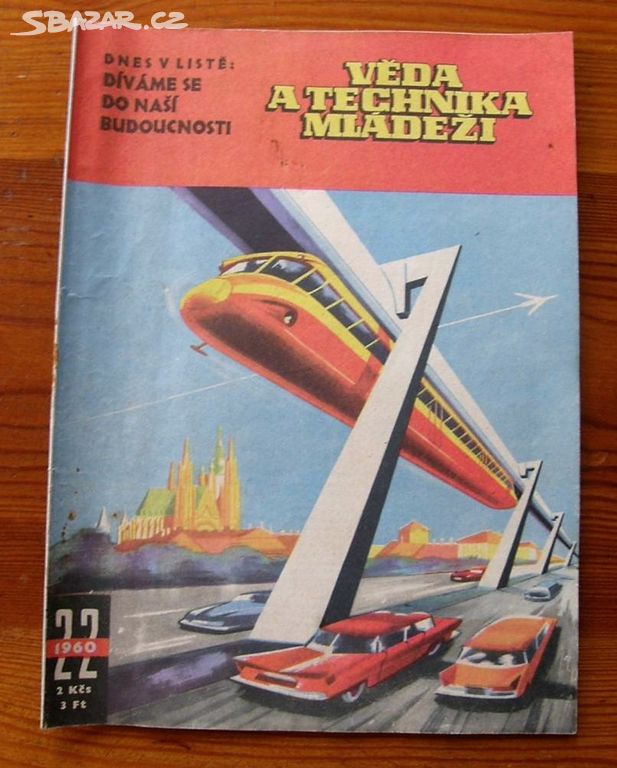 SBAZAR.CZ
DNES V LISTĚ:
DÍVÁME SE
DO NAŠÍ
BUDOUCNOSTI
VĚDA
A TECHNIKA
MLÁDEŽI
22
1960
2 Kčs
3 Ft